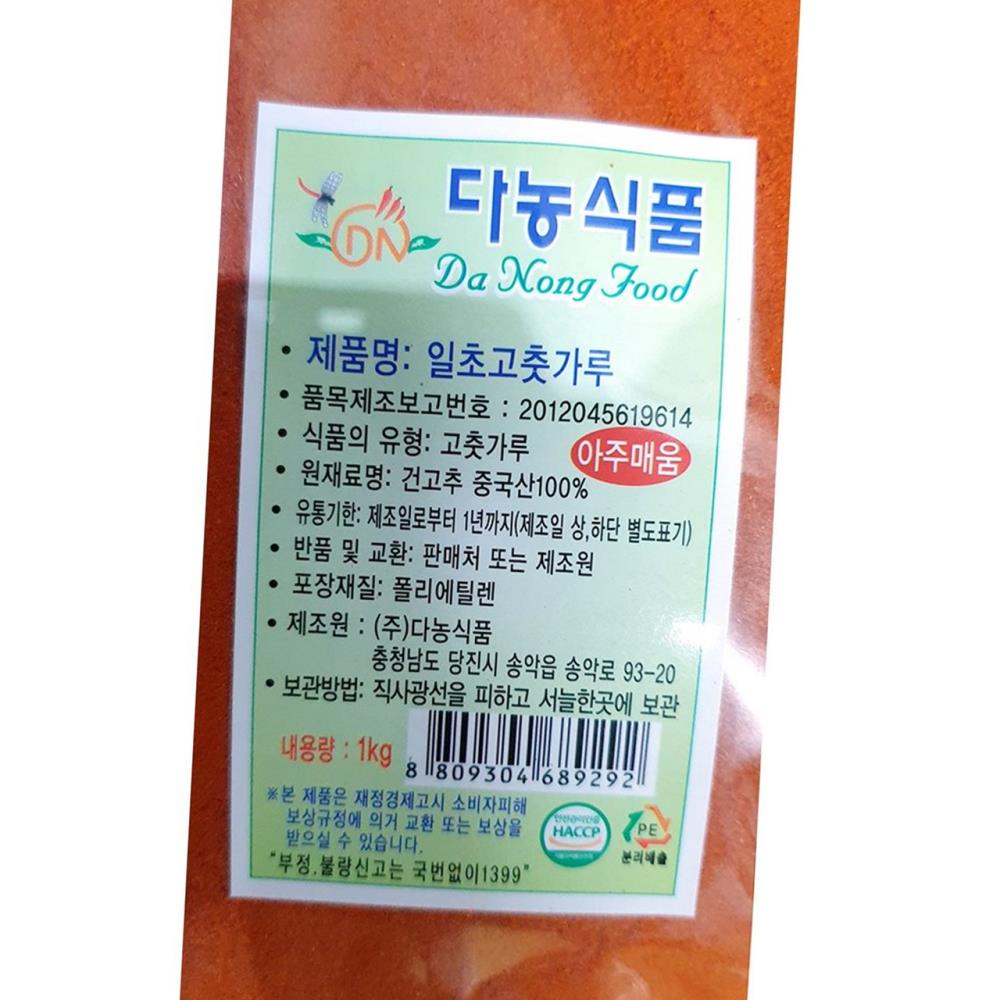 DN
다농식품
Da Nong Food
• 제품명: 일초고춧가루
• 품목제조보고번호 : 2012045619614
• 식품의 유형: 고춧가루
아주매움
• 원재료명: 건고추 중국산100%
• 유통기한: 제조일로부터 1년까지(제조일 상,하단 별도표기)
• 반품 및 교환: 판매처 또는 제조원
• 포장재질: 폴리에틸렌
• 제조원 : (주)다농식품
충청남도 당진시 송악읍 송악로 93-20
• 보관방법: 직사광선을 피하고 서늘한곳에 보관
내용량 : 1kg
8 809304 689292
※본 제품은 재정경제고시 소비자피해
보상규정에 의거 교환 또는 보상을
받으실 수 있습니다.
"부정.불량신고는 국번없이1399"
안전관리인증
HACCP
PE
분리배출